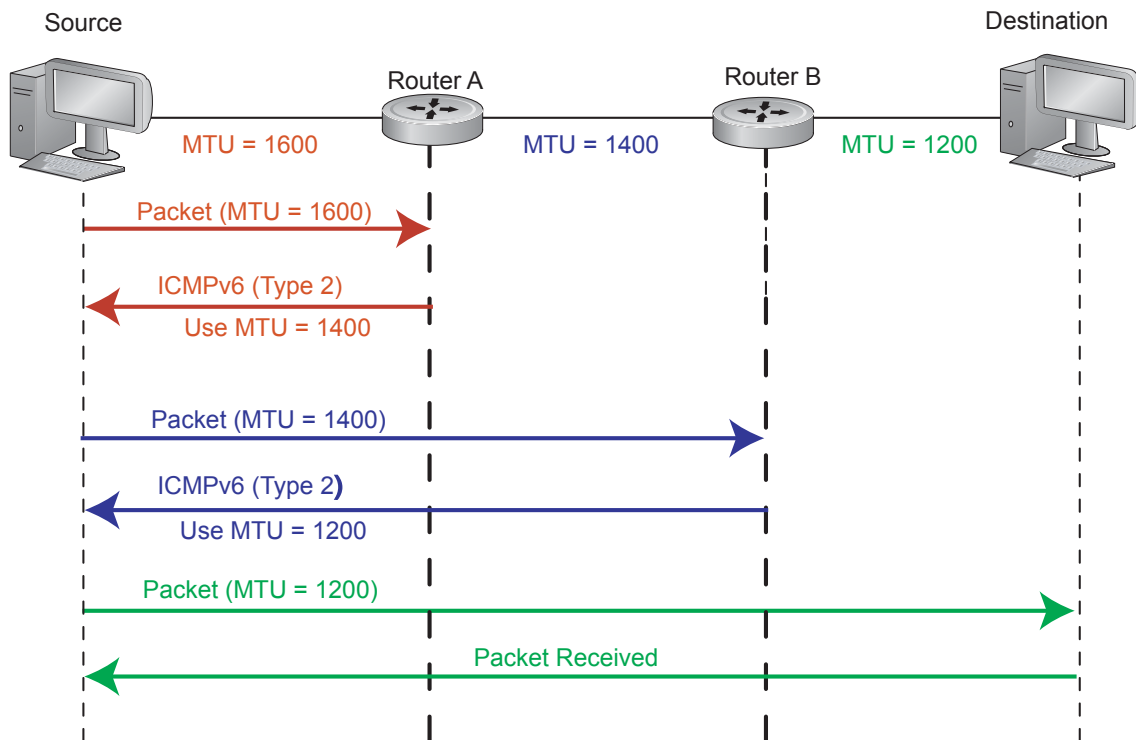 Source
Destination
Router A
Router B
MTU = 1600
MTU = 1400
MTU = 1200
Packet (MTU = 1600)
ICMPv6 (Type 2)
Use MTU = 1400
Packet (MTU = 1400)
ICMPv6 (Type 2)
Use MTU = 1200
Packet (MTU = 1200)
Packet Received